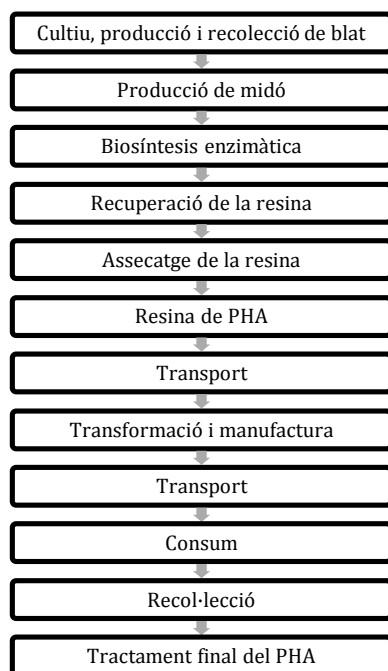 Cultiu, producció i recolecció de blat
Producció de midó
Biosíntesis enzimàtica
Recuperació de la resina
Assecatge de la resina
Resina de PHA
Transport
Transformació i manufactura
Transport
Consum
Recol·lecció
Tractament final del PHA